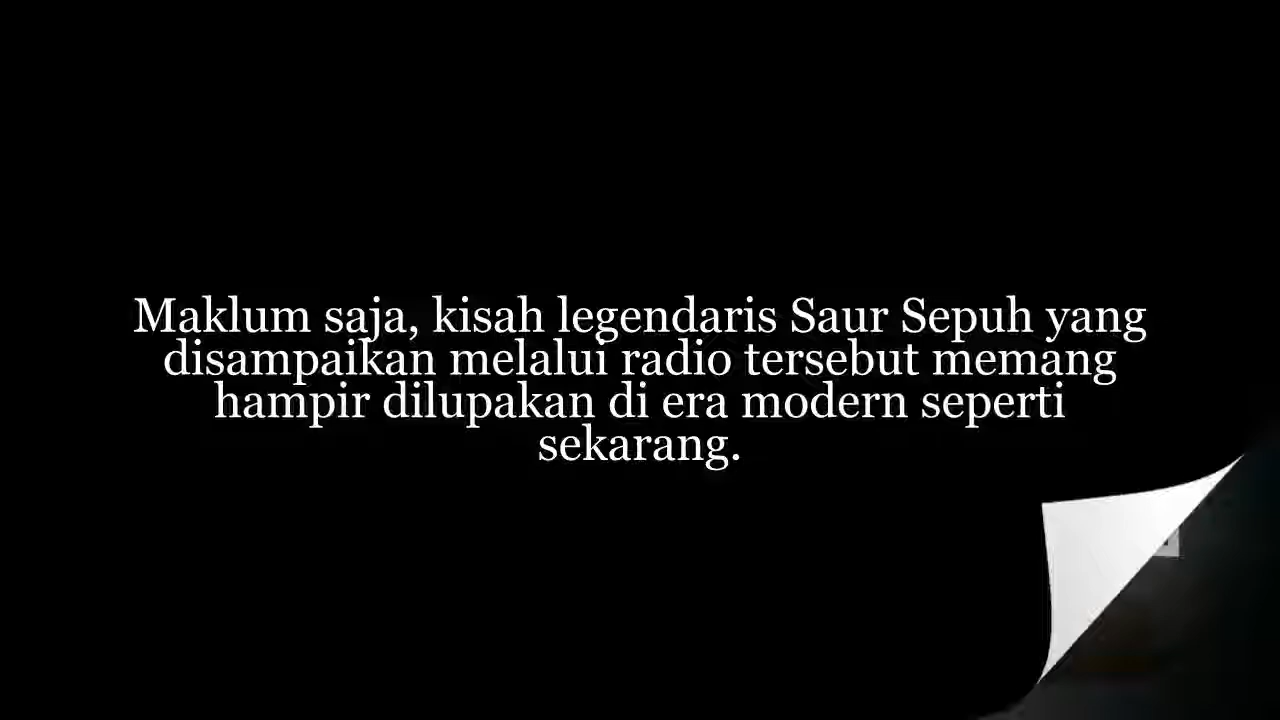 Maklum saja, kisah legendaris Saur Sepuh yang
disampaikan melalui radio tersebut memang
hampir dilupakan di era modern seperti
sekarang.